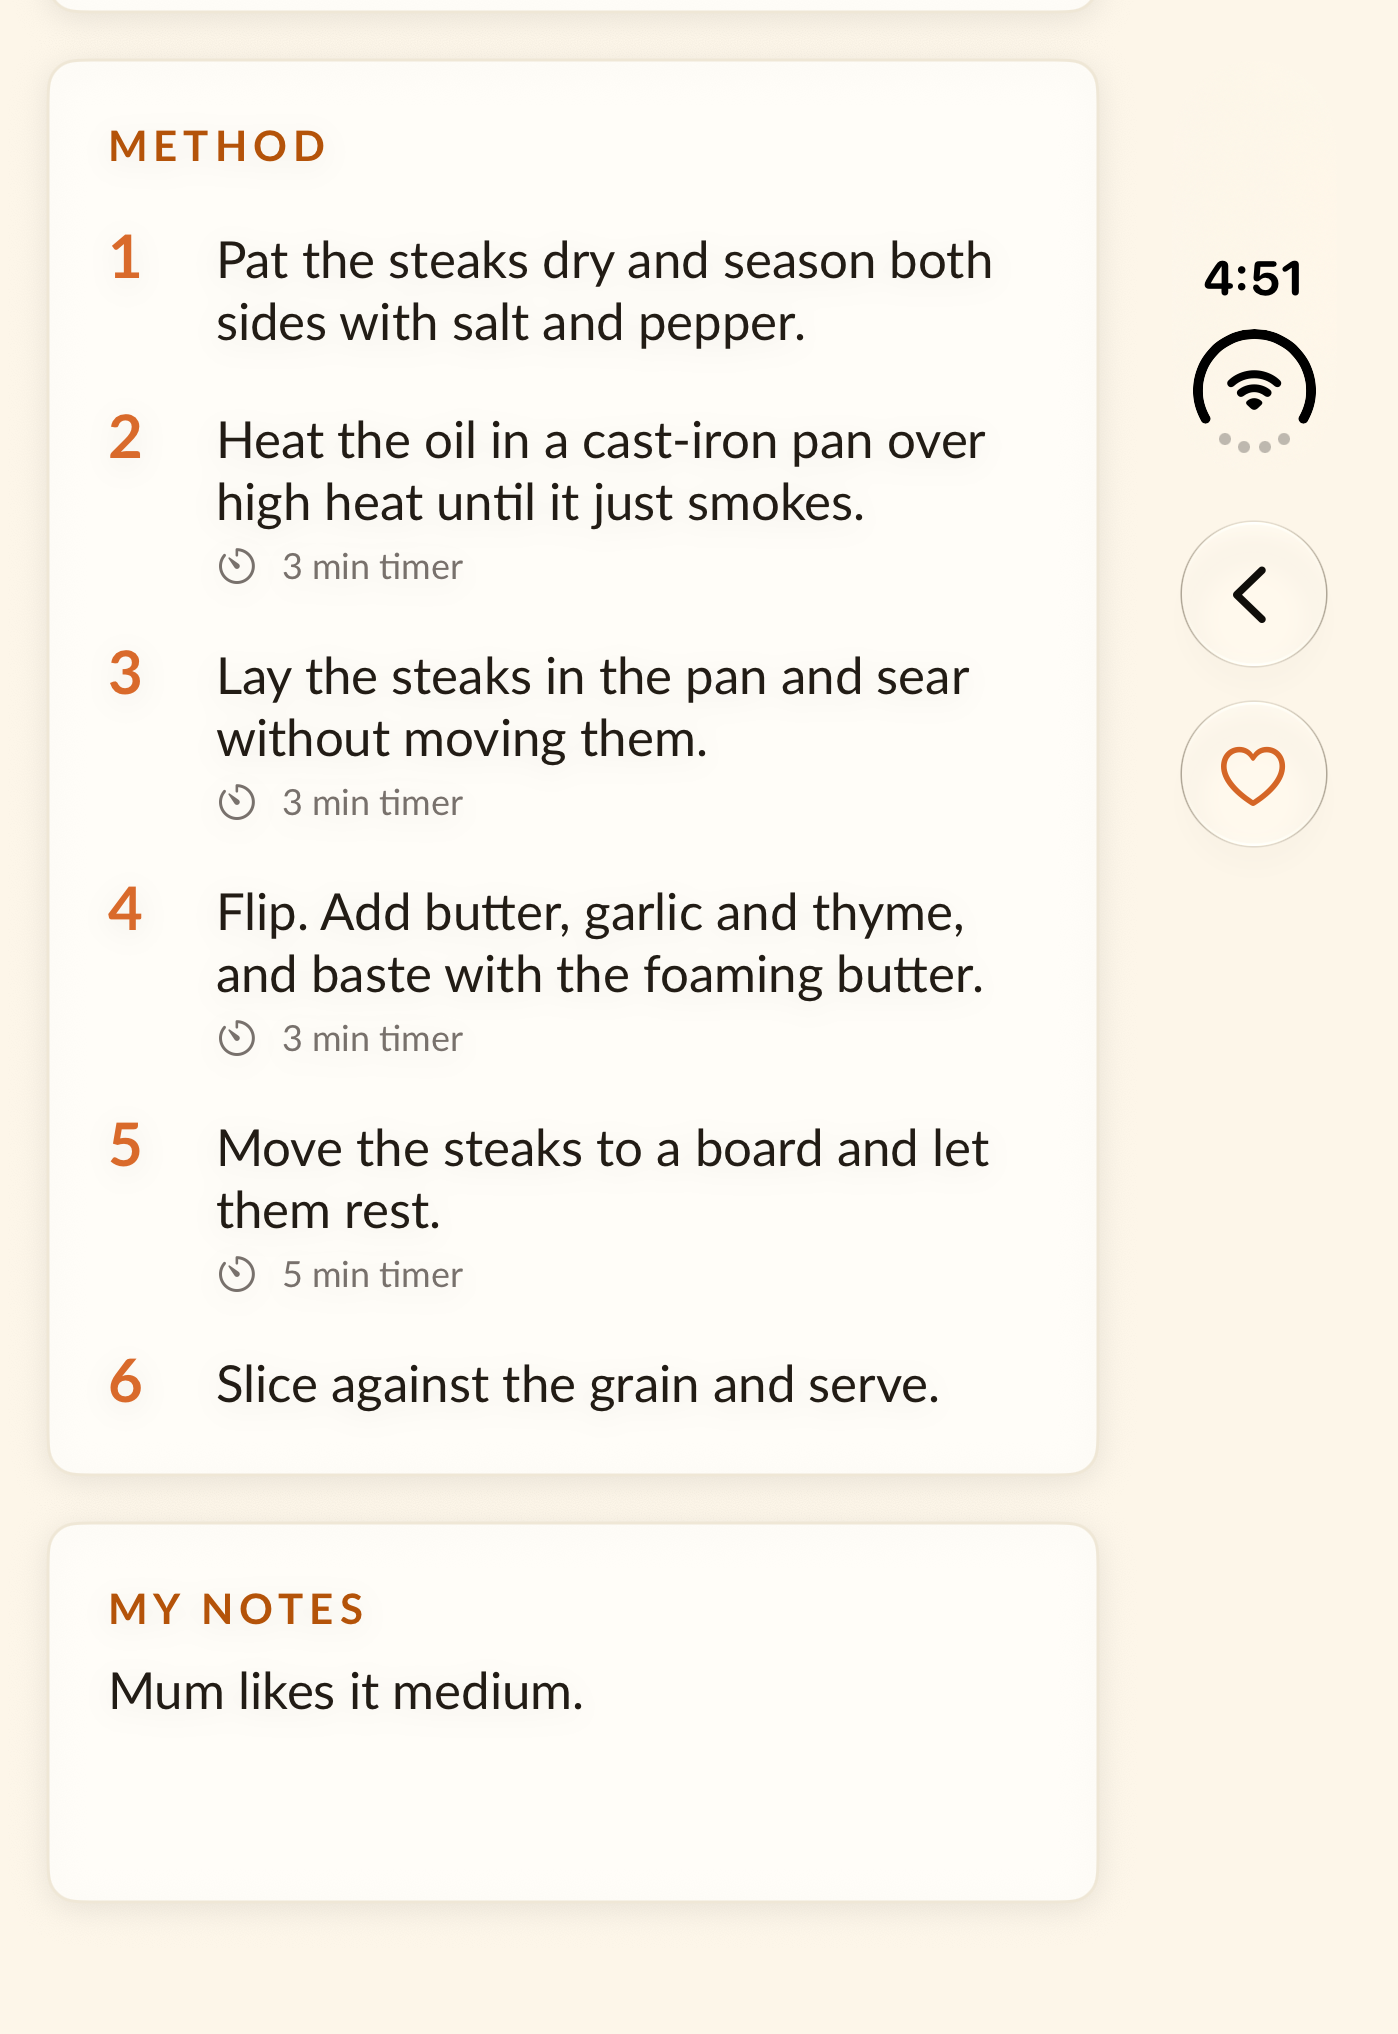 METHOD
1
Pat the steaks dry and season both
sides with salt and pepper.
2
Heat the oil in a cast-iron pan over
high heat until it just smokes.
3 min timer
3
Lay the steaks in the pan and sear
without moving them.
3 min timer
4
Flip. Add butter, garlic and thyme,
and baste with the foaming butter.
3 min timer
5
Move the steaks to a board and let
them rest.
5 min timer
6
Slice against the grain and serve.
MY NOTES
Mum likes it medium.
4:51